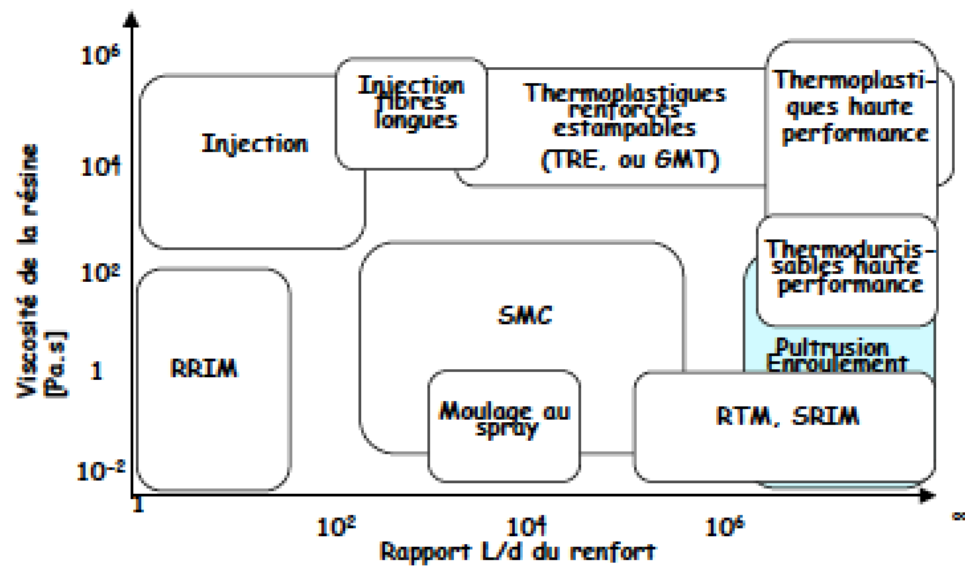 10⁶
10⁴
10²
1
10⁻²
Viscosité de la résine
[Pa.s]
Injection
Injection
fibres
longues
Thermoplastiques
renforcés
estampables
(TRE, ou GMT)
Thermoplasti-
ques haute
performance
Thermodurcis-
sables haute
performance
SMC
RRIM
Pultrusion
Enroulement
Moulage au
spray
RTM, SRIM
1
10²
10⁴
10⁶
∞
Rapport L/d du renfort